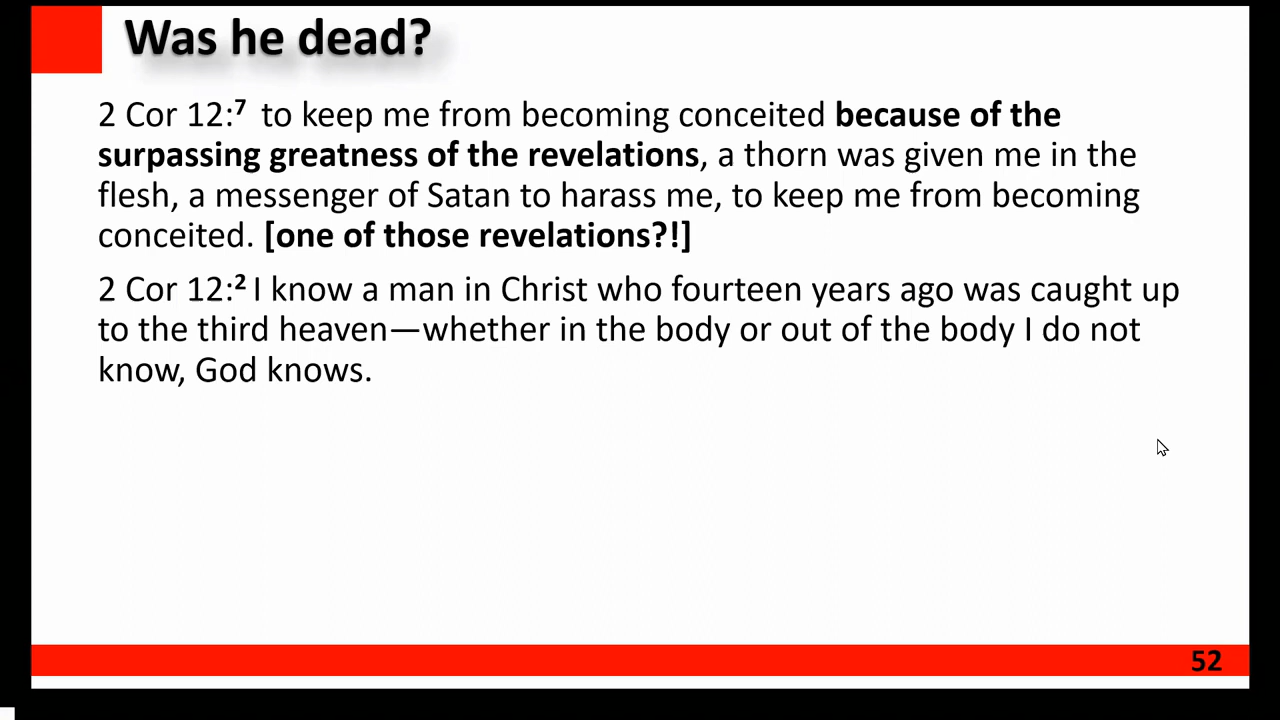 Was he dead?
2 Cor 12:⁷ to keep me from becoming conceited because of the
surpassing greatness of the revelations, a thorn was given me in the
flesh, a messenger of Satan to harass me, to keep me from becoming
conceited. [one of those revelations?!]
2 Cor 12:² I know a man in Christ who fourteen years ago was caught up
to the third heaven—whether in the body or out of the body I do not
know, God knows.
52